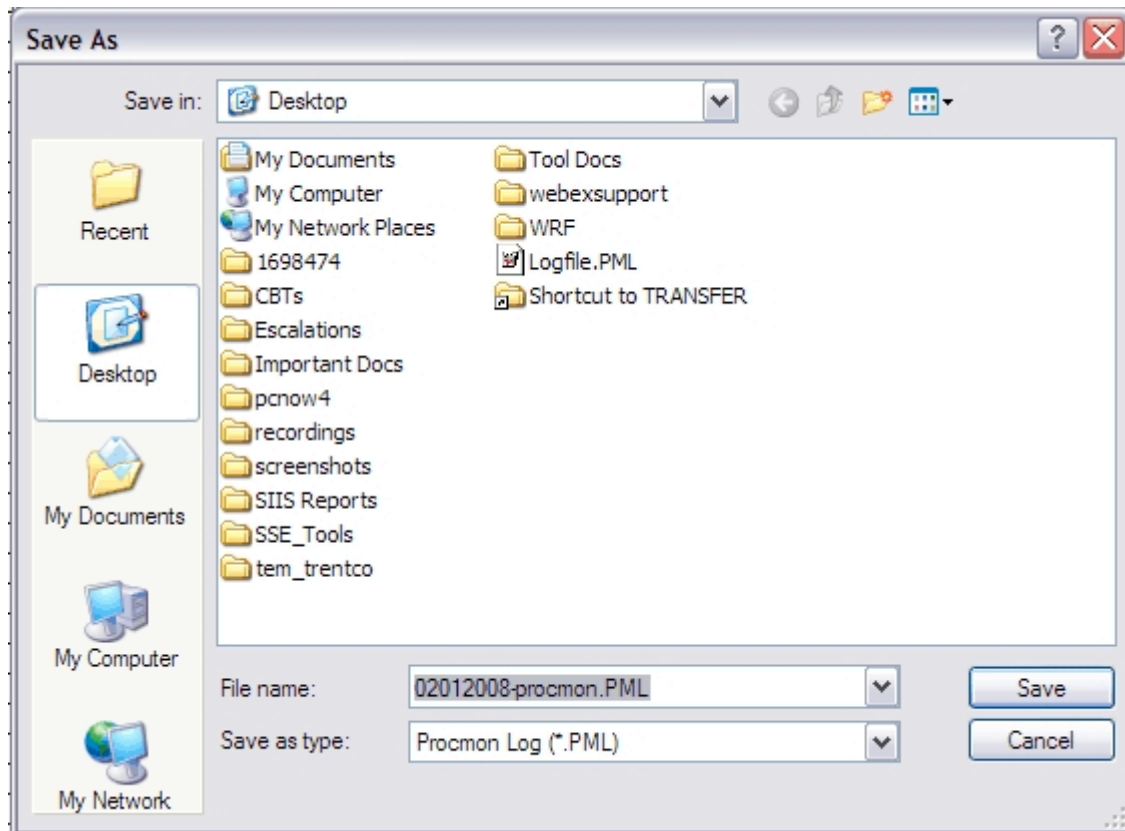 Save As
?
Save in:
Desktop
Recent
Desktop
My Documents
My Computer
My Network
My Documents
My Computer
My Network Places
1698474
CBTs
Escalations
Important Docs
pcnow4
recordings
screenshots
SIIS Reports
SSE_Tools
tem_trentco
Tool Docs
webexsupport
WRF
Logfile.PML
Shortcut to TRANSFER
File name:
02012008-procmon.PML
Save
Save as type:
Procmon Log (*.PML)
Cancel